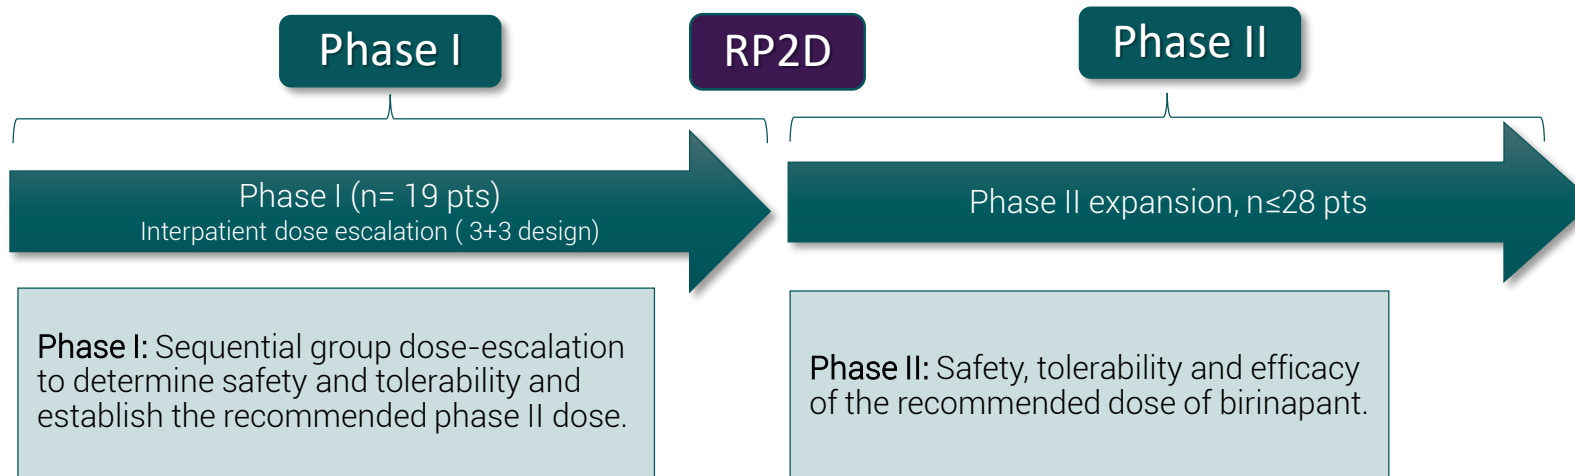 Phase I
RP2D
Phase II
Phase I (n= 19 pts)
Interpatient dose escalation ( 3+3 design)
Phase II expansion, n≤28 pts
Phase I: Sequential group dose-escalation
to determine safety and tolerability and
establish the recommended phase II dose.
Phase II: Safety, tolerability and efficacy
of the recommended dose of birinapant.